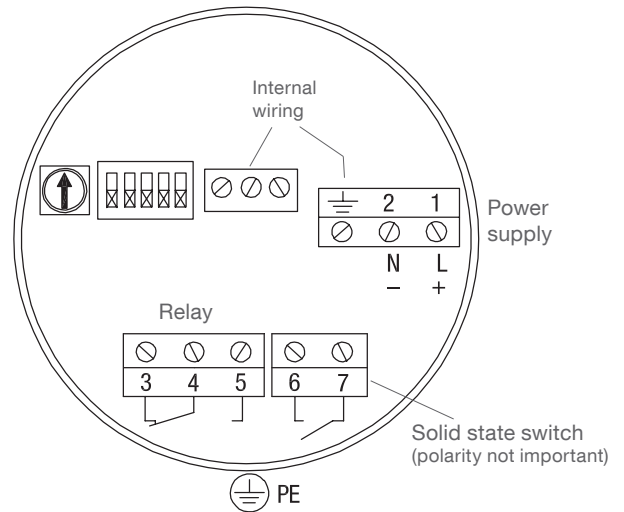 Internal
wiring
2 1
Power
supply
N L
− +
Relay
3 4 5 6 7
Solid state switch
(polarity not important)
PE